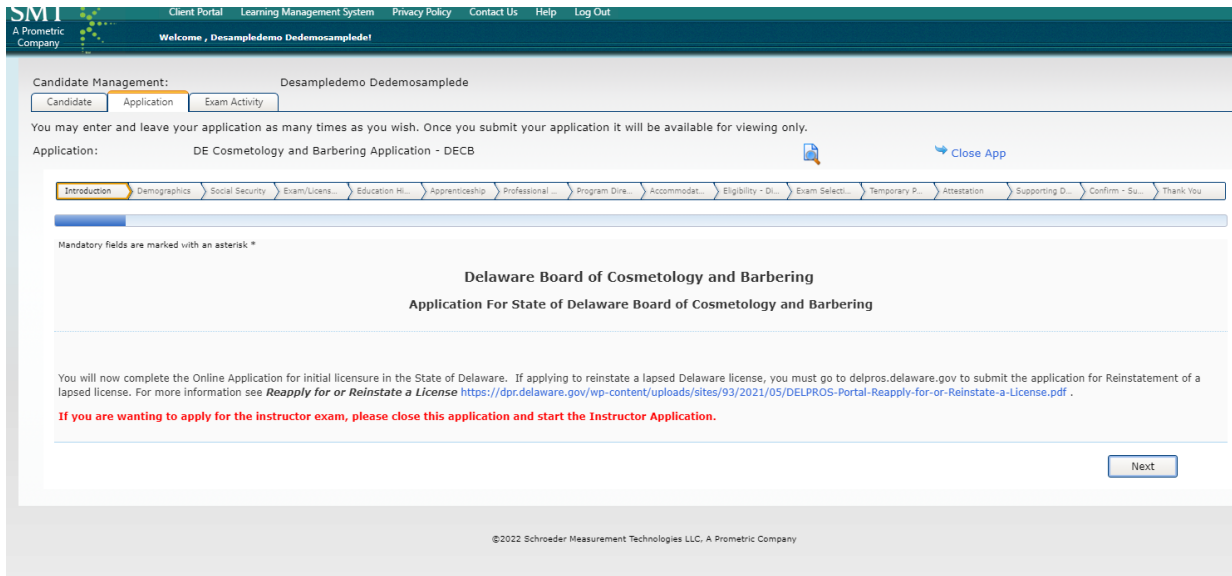 SMT
A Prometric
Company
Client Portal Learning Management System Privacy Policy Contact Us Help Log Out
Welcome , Desampledemo Dedemosamplede!
Candidate Management: Desampledemo Dedemosamplede
Candidate Application Exam Activity
You may enter and leave your application as many times as you wish. Once you submit your application it will be available for viewing only.
Application: DE Cosmetology and Barbering Application - DECB Close App
Introduction Demographics Social Security Exam/Licens... Education Hi... Apprenticeship Professional ... Program Dire... Accommodat... Eligibility - Di... Exam Selecti... Temporary P... Attestation Supporting D... Confirm - Su... Thank You
Mandatory fields are marked with an asterisk *
Delaware Board of Cosmetology and Barbering
Application For State of Delaware Board of Cosmetology and Barbering
You will now complete the Online Application for initial licensure in the State of Delaware. If applying to reinstate a lapsed Delaware license, you must go to delpros.delaware.gov to submit the application for Reinstatement of a
lapsed license. For more information see Reapply for or Reinstate a License https://dpr.delaware.gov/wp-content/uploads/sites/93/2021/05/DELPROS-Portal-Reapply-for-or-Reinstate-a-License.pdf .
If you are wanting to apply for the instructor exam, please close this application and start the Instructor Application.
Next
©2022 Schroeder Measurement Technologies LLC, A Prometric Company